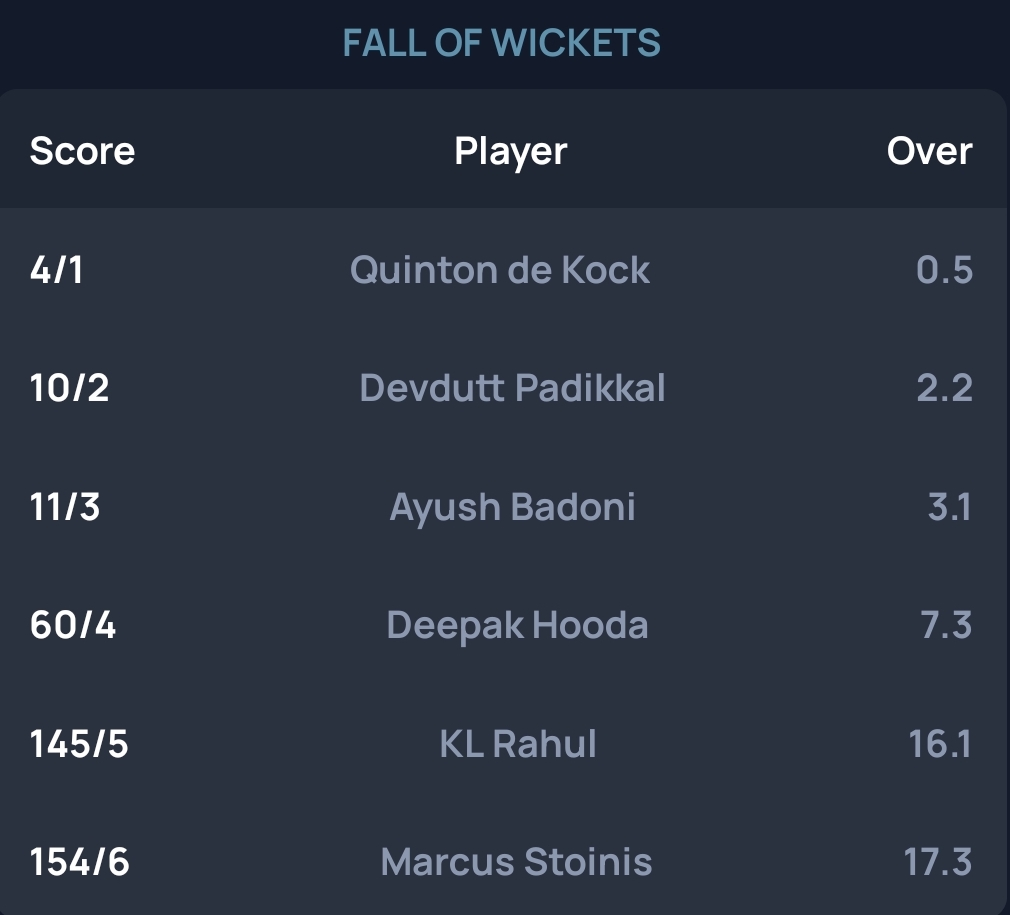 FALL OF WICKETS
Score Player Over
4/1 Quinton de Kock 0.5
10/2 Devdutt Padikkal 2.2
11/3 Ayush Badoni 3.1
60/4 Deepak Hooda 7.3
145/5 KL Rahul 16.1
154/6 Marcus Stoinis 17.3